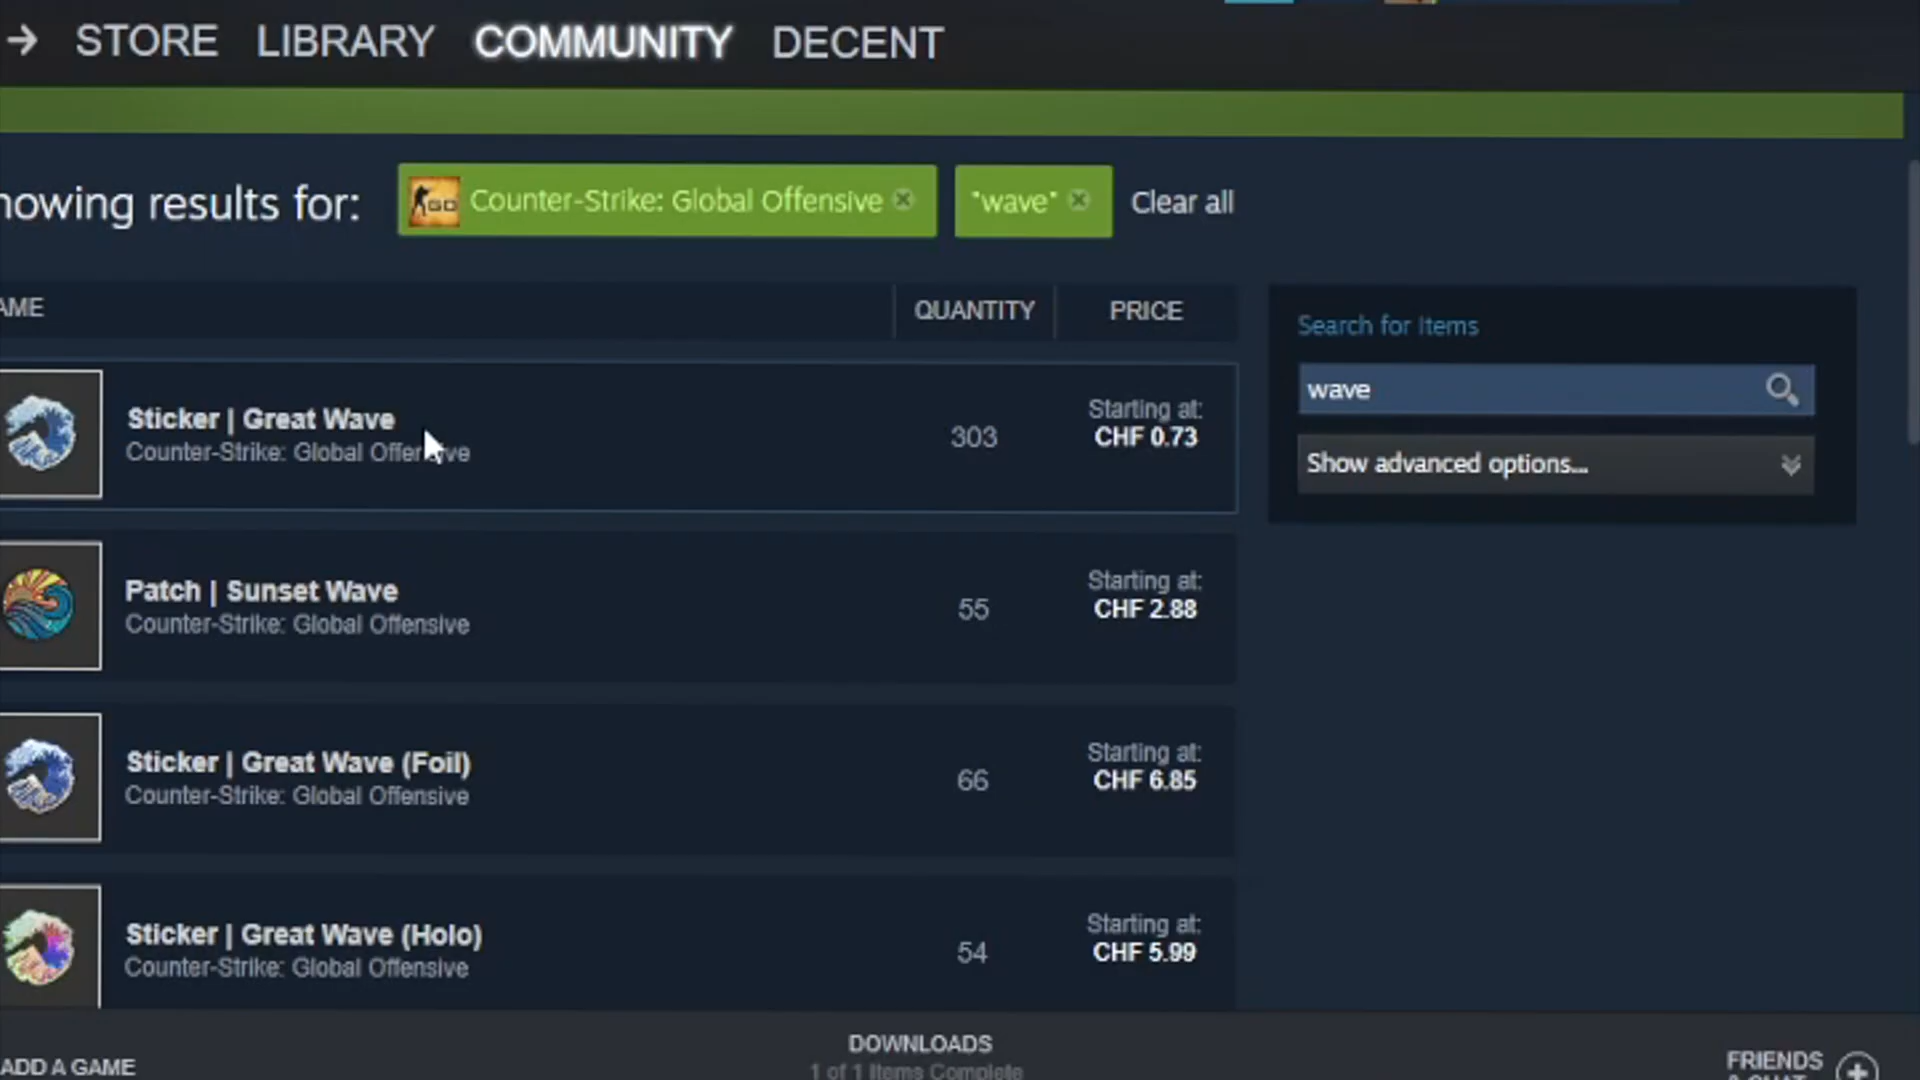 STORE LIBRARY COMMUNITY DECENT
howing results for: Counter-Strike: Global Offensive "wave" Clear all
AME QUANTITY PRICE
Search for Items
wave
Show advanced options...
Sticker | Great Wave
Counter-Strike: Global Offensive
303
Starting at:
CHF 0.73
Patch | Sunset Wave
Counter-Strike: Global Offensive
55
Starting at:
CHF 2.88
Sticker | Great Wave (Foil)
Counter-Strike: Global Offensive
66
Starting at:
CHF 6.85
Sticker | Great Wave (Holo)
Counter-Strike: Global Offensive
54
Starting at:
CHF 5.99
ADD A GAME
DOWNLOADS
1 of 1 Items Complete
FRIENDS
& CHAT